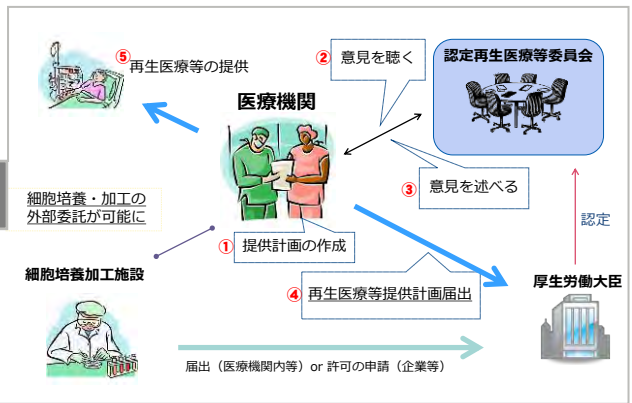 ⑤
再生医療等の提供
医療機関
②
意見を聴く
認定再生医療等委員会
③
意見を述べる
細胞培養・加工の
外部委託が可能に
①
提供計画の作成
認定
④
再生医療等提供計画届出
細胞培養加工施設
厚生労働大臣
届出（医療機関内等）or 許可の申請（企業等）